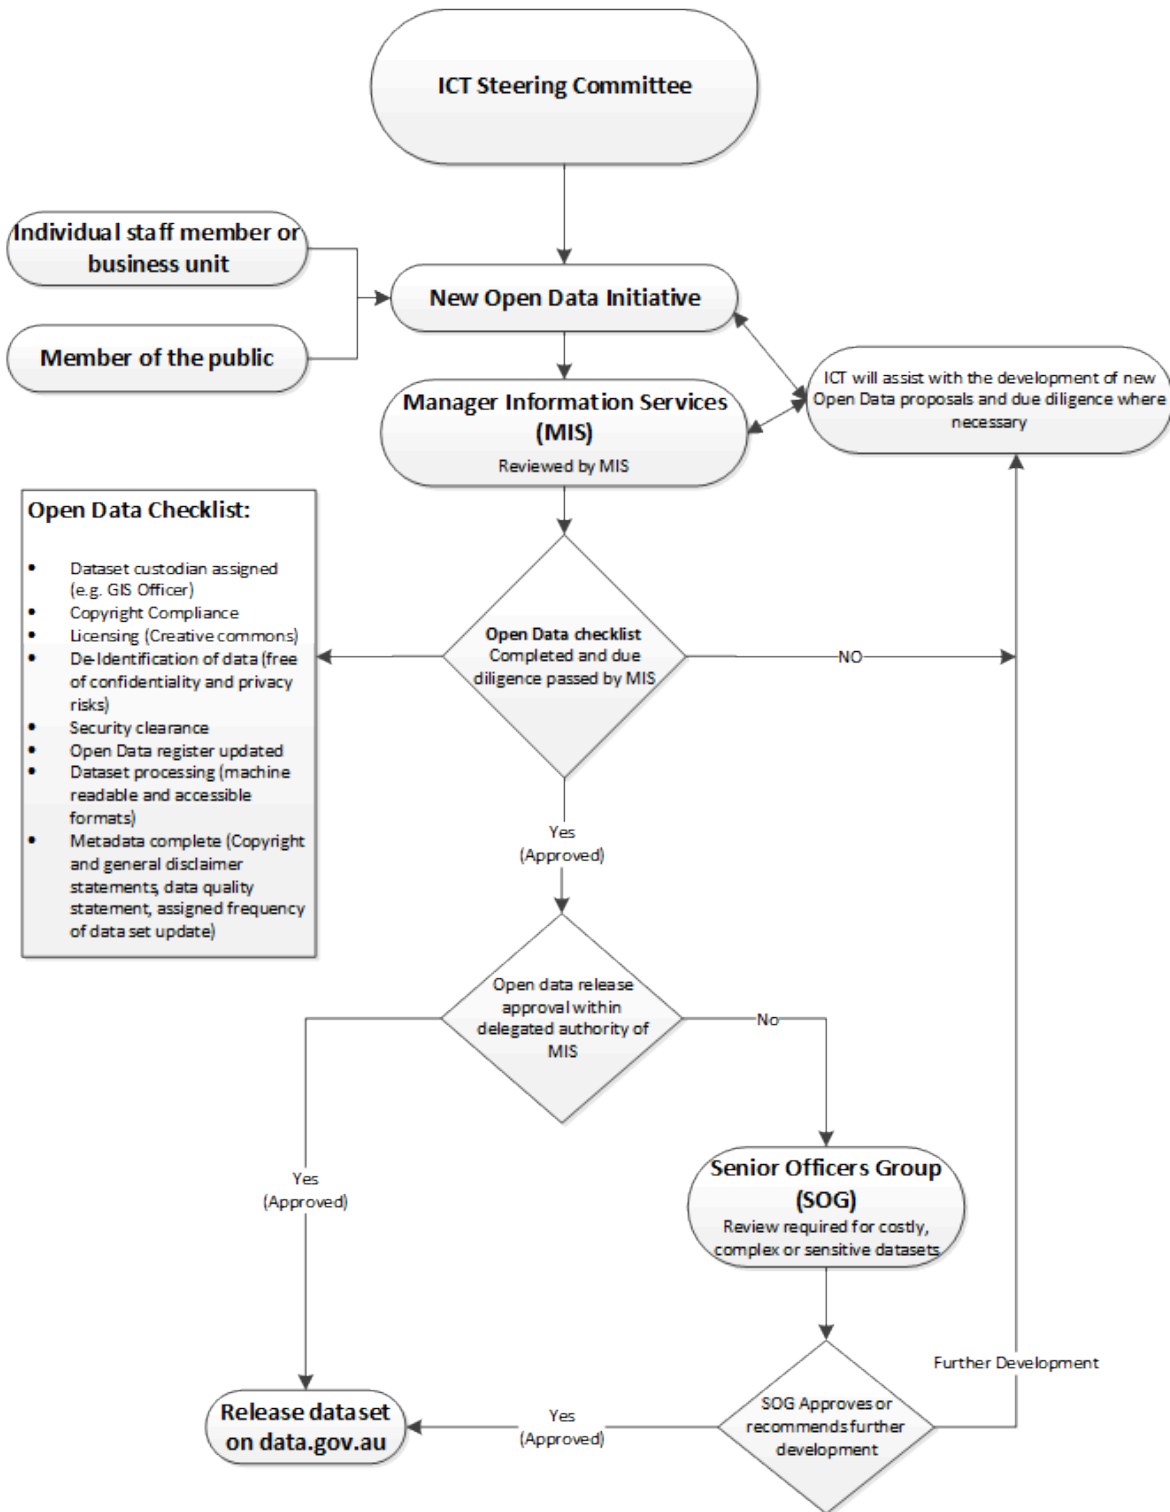 ICT Steering Committee
Individual staff member or
business unit
New Open Data Initiative
Member of the public
ICT will assist with the development of new
Open Data proposals and due diligence where
necessary
Manager Information Services
(MIS)
Reviewed by MIS
Open Data Checklist:
• Dataset custodian assigned
(e.g. GIS Officer)
• Copyright Compliance
• Licensing (Creative commons)
• De-Identification of data (free
of confidentiality and privacy
risks)
• Security clearance
• Open Data register updated
• Dataset processing (machine
readable and accessible
formats)
• Metadata complete (Copyright
and general disclaimer
statements, data quality
statement, assigned frequency
of data set update)
Open Data checklist
Completed and due
diligence passed by MIS
NO
Yes
(Approved)
Open data release
approval within
delegated authority of
MIS
No
Yes
(Approved)
Senior Officers Group
(SOG)
Review required for costly,
complex or sensitive datasets
Further Development
SOG Approves or
recommends further
development
Yes
(Approved)
Release dataset
on data.gov.au